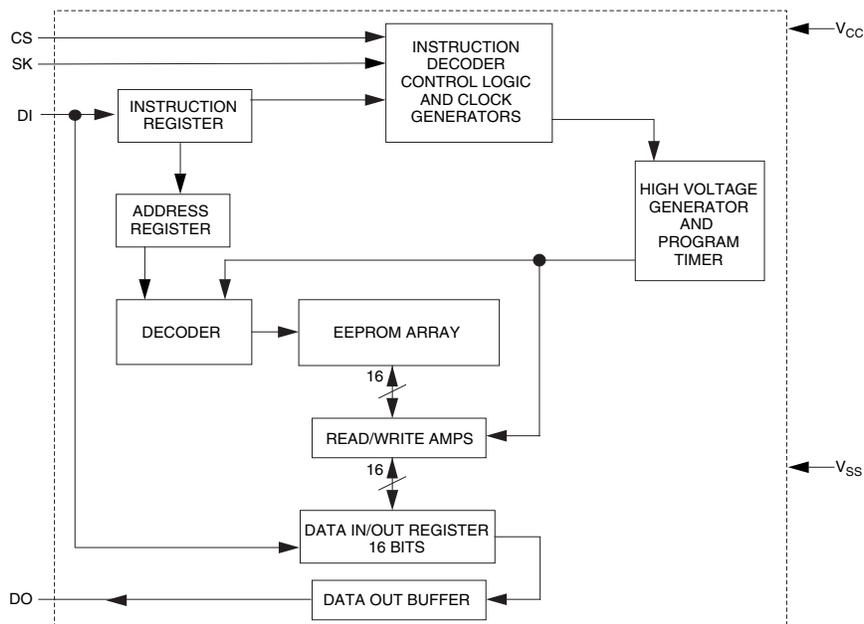 CS
SK
DI
INSTRUCTION
DECODER
CONTROL LOGIC
AND CLOCK
GENERATORS
V_CC
INSTRUCTION
REGISTER
HIGH VOLTAGE
GENERATOR
AND
PROGRAM
TIMER
ADDRESS
REGISTER
DECODER
EEPROM ARRAY
16
READ/WRITE AMPS
16
V_SS
DATA IN/OUT REGISTER
16 BITS
DO
DATA OUT BUFFER